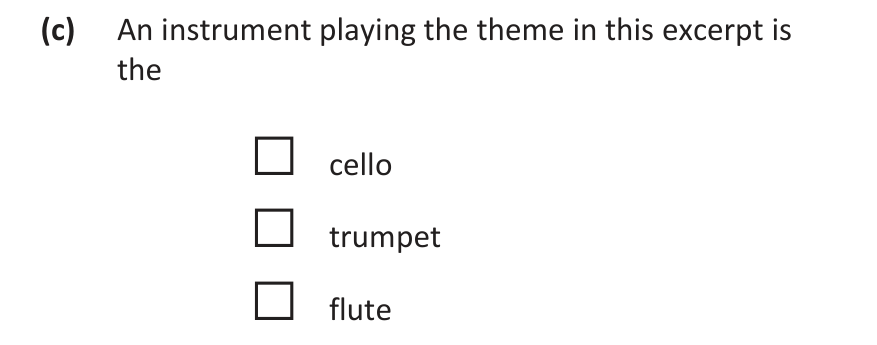 (c) An instrument playing the theme in this excerpt is
the
cello
trumpet
flute